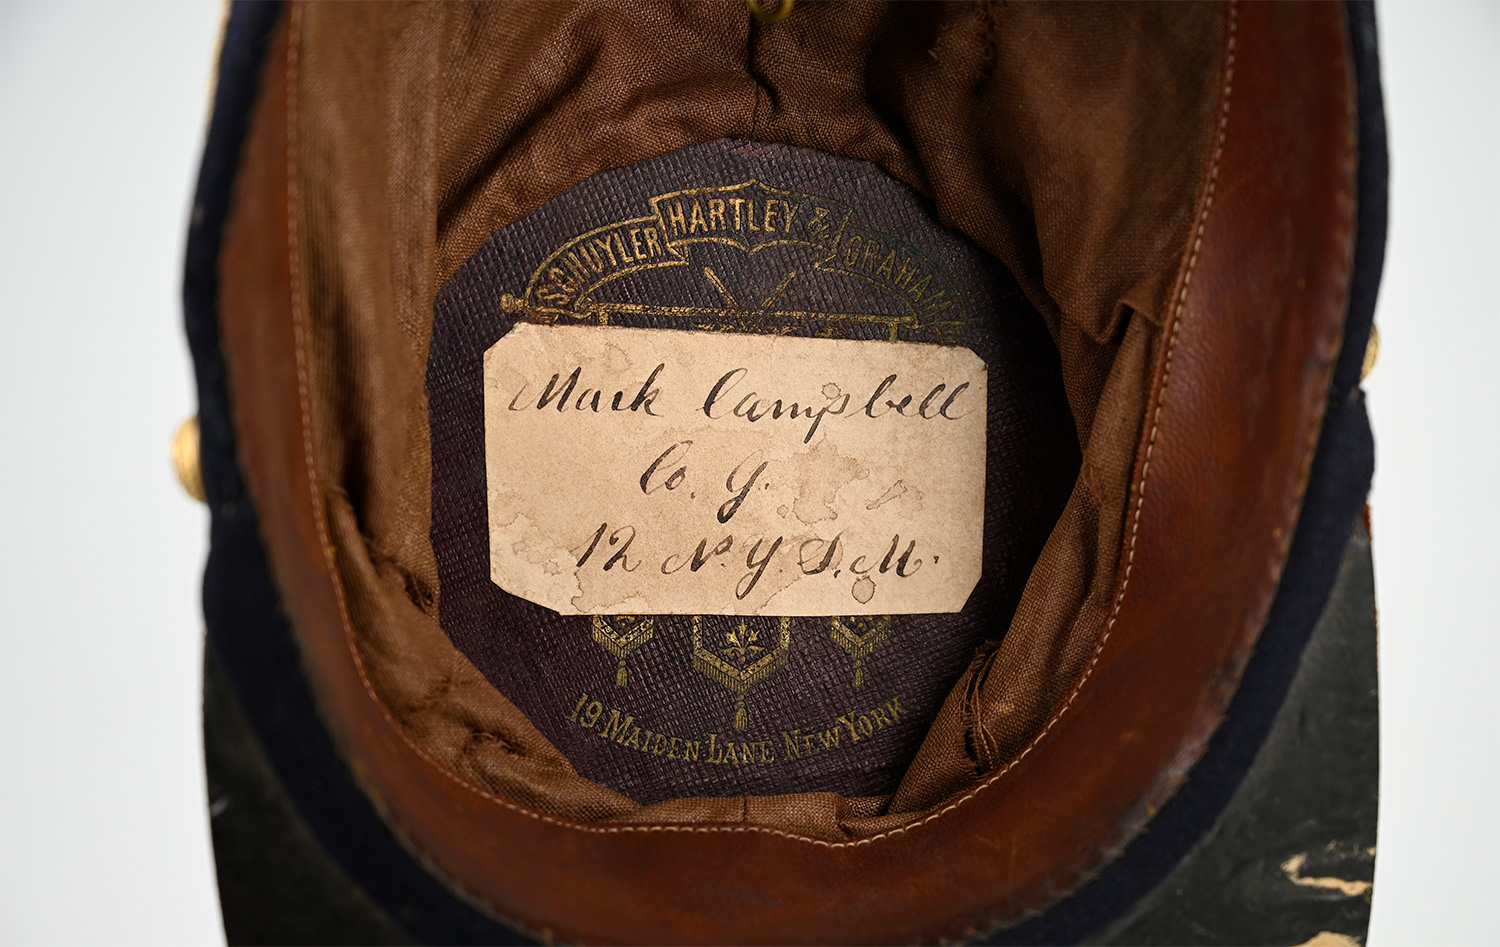 SCHUYLER HARTLEY & GRAHAM
Mark Campbell
Co. G.
12 N.Y S.M.
19 MAIDEN LANE NEW YORK